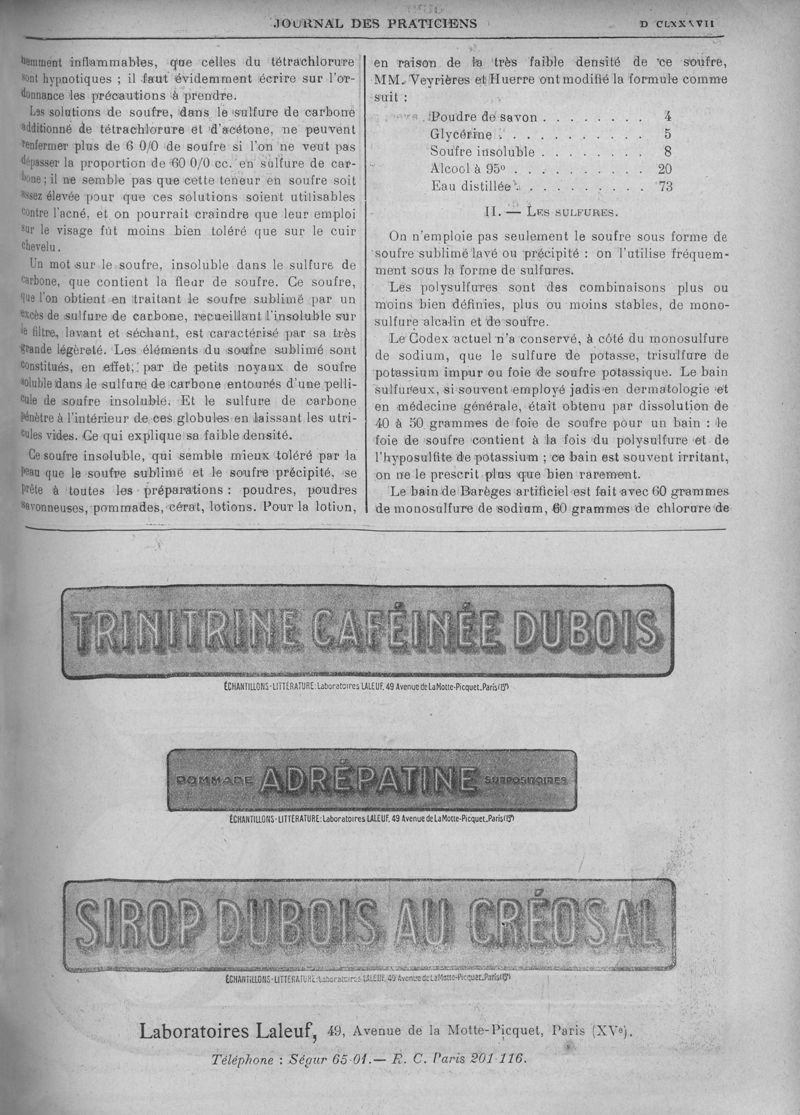 JOURNAL DES PRATICIENS
D CLXXXVII
hemment inflammables, que celles du tétrachlorure
sont hypnotiques ; il faut évidemment écrire sur l'or-
donnance les précautions à prendre.
Les solutions de soufre, dans le sulfure de carbone
additionné de tétrachlorure et d'acétone, ne peuvent
renfermer plus de 6 0/0 de soufre si l'on ne veut pas
dépasser la proportion de 60 0/0 cc. en sulfure de car-
bone ; il ne semble pas que cette teneur en soufre soit
assez élevée pour que ces solutions soient utilisables
contre l'acné, et on pourrait craindre que leur emploi
sur le visage fût moins bien toléré que sur le cuir
chevelu.
Un mot sur le soufre, insoluble dans le sulfure de
carbone, que contient la fleur de soufre. Ce soufre,
que l'on obtient en traitant le soufre sublimé par un
excès de sulfure de carbone, recueillant l'insoluble sur
le filtre, lavant et séchant, est caractérisé par sa très
grande légèreté. Les éléments du soufre sublimé sont
constitués, en effet, par de petits noyaux de soufre
soluble dans le sulfure de carbone entourés d'une pelli-
cule de soufre insoluble. Et le sulfure de carbone
pénètre à l'intérieur de ces globules en laissant les utri-
cules vides. Ce qui explique sa faible densité.
Ce soufre insoluble, qui semble mieux toléré par la
peau que le soufre sublimé et le soufre précipité, se
prête à toutes les préparations : poudres, poudres
savonneuses, pommades, cérat, lotions. Pour la lotion,
en raison de la très faible densité de ce soufre,
MM. Veyrières et Huerre ont modifié la formule comme
suit :
Poudre de savon . . . . . . . . 4
Glycérine . . . . . . . . . . . 5
Soufre insoluble . . . . . . . . 8
Alcool à 95° . . . . . . . . . . 20
Eau distillée . . . . . . . . . 73
II. — LES SULFURES.
On n'emploie pas seulement le soufre sous forme de
soufre sublimé lavé ou précipité : on l'utilise fréquem-
ment sous la forme de sulfures.
Les polysulfures sont des combinaisons plus ou
moins bien définies, plus ou moins stables, de mono-
sulfure alcalin et de soufre.
Le Codex actuel n'a conservé, à côté du monosulfure
de sodium, que le sulfure de potasse, trisulfure de
potassium impur ou foie de soufre potassique. Le bain
sulfureux, si souvent employé jadis en dermatologie et
en médecine générale, était obtenu par dissolution de
40 à 50 grammes de foie de soufre pour un bain : le
foie de soufre contient à la fois du polysulfure et de
l'hyposulfite de potassium ; ce bain est souvent irritant,
on ne le prescrit plus que bien rarement.
Le bain de Barèges artificiel est fait avec 60 grammes
de monosulfure de sodium, 60 grammes de chlorure de
TRINITRINE CAFÉINÉE DUBOIS
ÉCHANTILLONS-LITTÉRATURE: Laboratoires LALEUF, 49 Avenue de La Motte-Picquet_Paris(15e)
POMMADE ADRÉPATINE SUPPOSITOIRES
ÉCHANTILLONS-LITTÉRATURE: Laboratoires LALEUF, 49 Avenue de La Motte-Picquet_Paris(15e)
SIROP DUBOIS AU CRÉOSAL
ÉCHANTILLONS-LITTÉRATURE: Laboratoires LALEUF, 49 Avenue de La Motte-Picquet_Paris(15e)
Laboratoires Laleuf, 49, Avenue de la Motte-Picquet, Paris (XVe).
Téléphone : Ségur 65-01. — R. C. Paris 201-116.